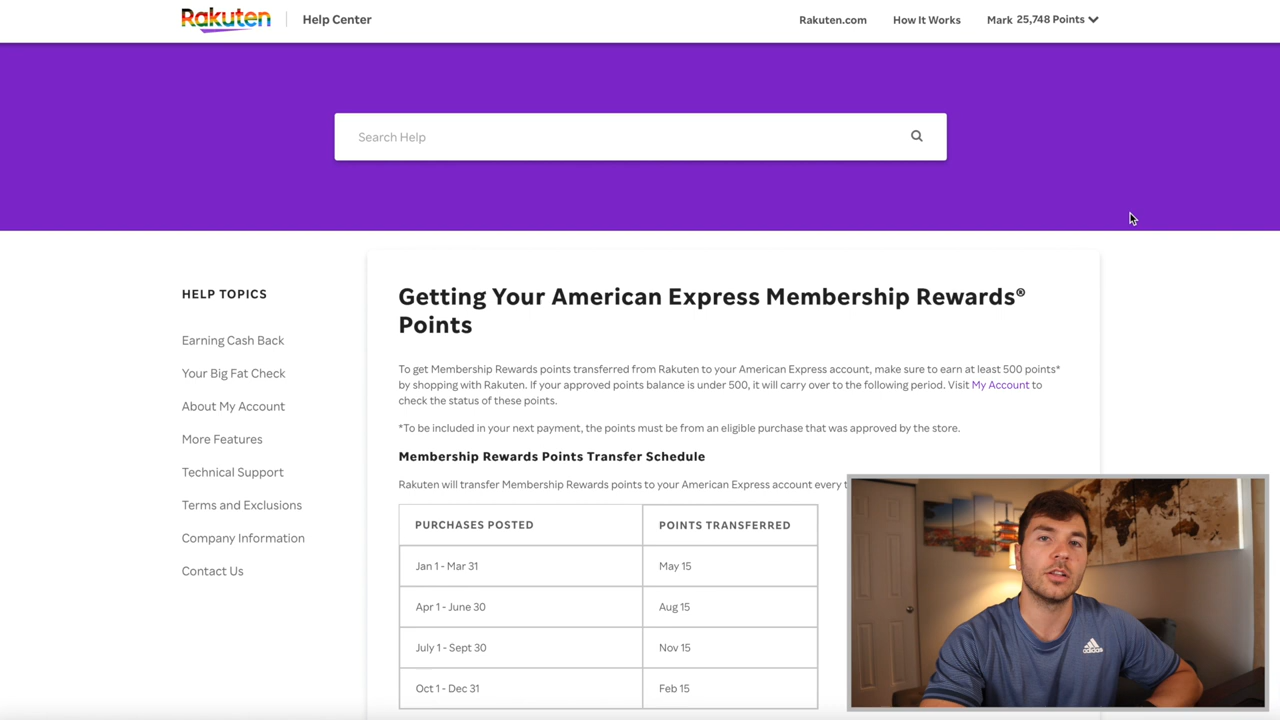 Rakuten Help Center Rakuten.com How It Works Mark 25,748 Points
Search Help
HELP TOPICS
Earning Cash Back
Your Big Fat Check
About My Account
More Features
Technical Support
Terms and Exclusions
Company Information
Contact Us
Getting Your American Express Membership Rewards®
Points
To get Membership Rewards points transferred from Rakuten to your American Express account, make sure to earn at least 500 points*
by shopping with Rakuten. If your approved points balance is under 500, it will carry over to the following period. Visit My Account to
check the status of these points.
*To be included in your next payment, the points must be from an eligible purchase that was approved by the store.
Membership Rewards Points Transfer Schedule
Rakuten will transfer Membership Rewards points to your American Express account every
PURCHASES POSTED POINTS TRANSFERRED
Jan 1 - Mar 31 May 15
Apr 1 - June 30 Aug 15
July 1 - Sept 30 Nov 15
Oct 1 - Dec 31 Feb 15
adidas